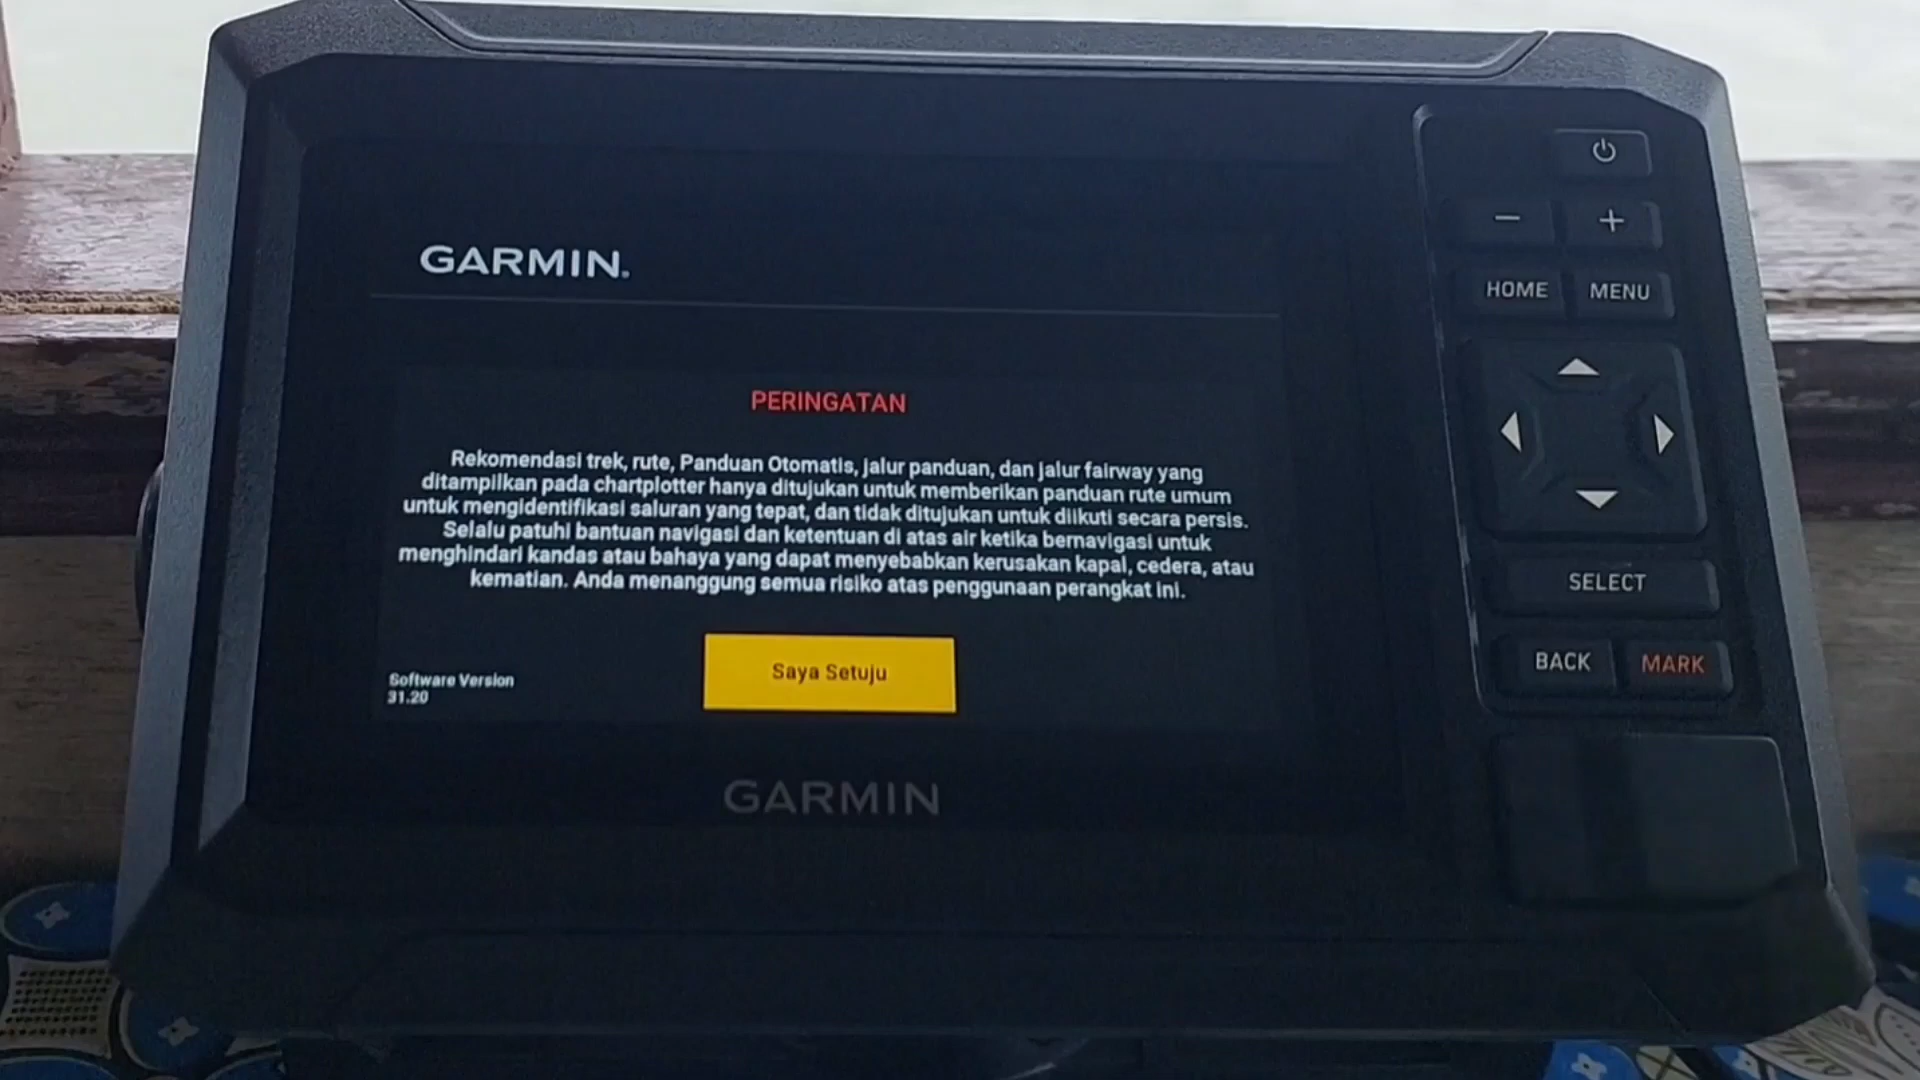 GARMIN.
PERINGATAN
Rekomendasi trek, rute, Panduan Otomatis, jalur panduan, dan jalur fairway yang
ditampilkan pada chartplotter hanya ditujukan untuk memberikan panduan rute umum
untuk mengidentifikasi saluran yang tepat, dan tidak ditujukan untuk diikuti secara persis.
Selalu patuhi bantuan navigasi dan ketentuan di atas air ketika bernavigasi untuk
menghindari kandas atau bahaya yang dapat menyebabkan kerusakan kapal, cedera, atau
kematian. Anda menanggung semua risiko atas penggunaan perangkat ini.
Saya Setuju
Software Version
31.20
GARMIN
− +
HOME MENU
SELECT
BACK MARK